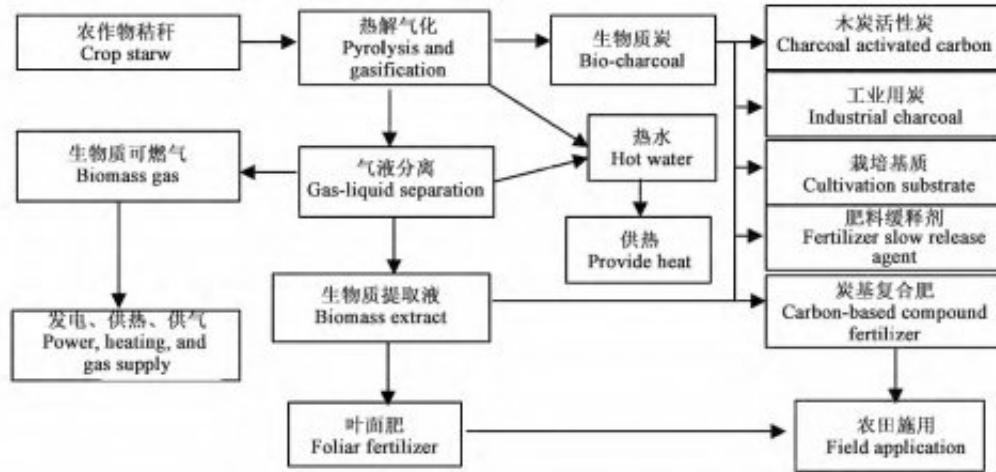 农作物秸秆
Crop starw
热解气化
Pyrolysis and
gasification
生物质炭
Bio-charcoal
木炭活性炭
Charcoal activated carbon
工业用炭
Industrial charcoal
生物质可燃气
Biomass gas
气液分离
Gas-liquid separation
热水
Hot water
栽培基质
Cultivation substrate
供热
Provide heat
肥料缓释剂
Fertilizer slow release
agent
发电、供热、供气
Power, heating, and
gas supply
生物质提取液
Biomass extract
炭基复合肥
Carbon-based compound
fertilizer
叶面肥
Foliar fertilizer
农田施用
Field application